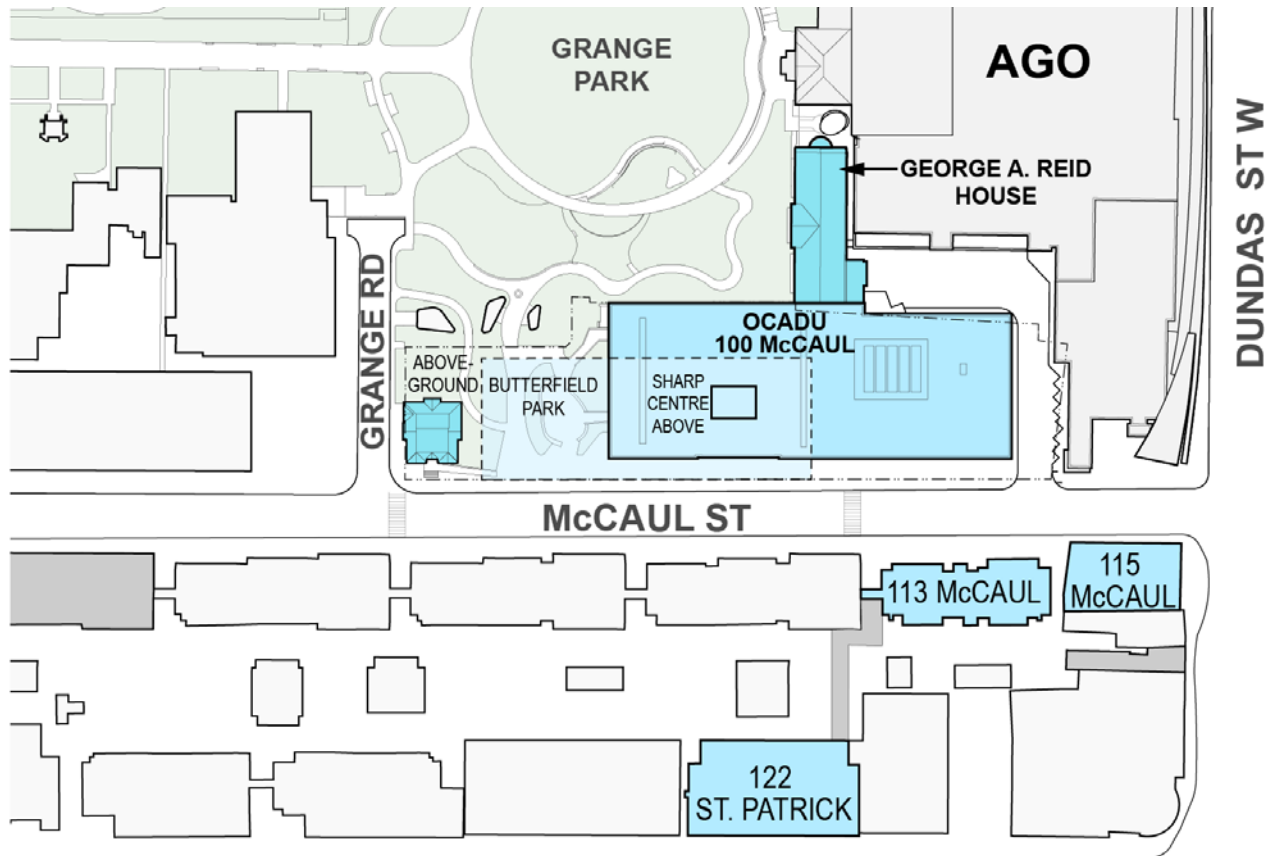 GRANGE
PARK
AGO
DUNDAS ST W
GEORGE A. REID
HOUSE
GRANGE RD
OCADU
100 McCAUL
ABOVE-
GROUND
BUTTERFIELD
PARK
SHARP
CENTRE
ABOVE
McCAUL ST
113 McCAUL
115
McCAUL
122
ST. PATRICK